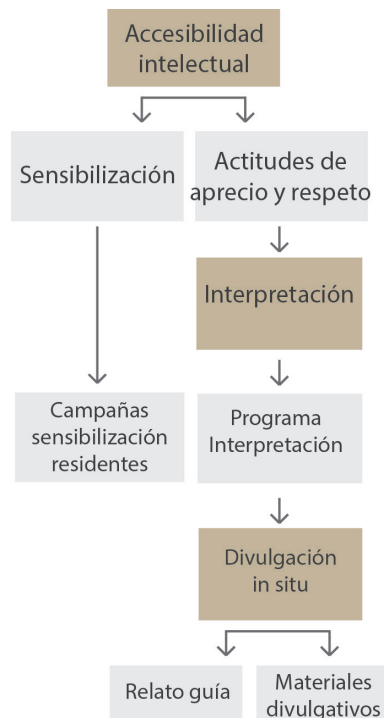 Accesibilidad
intelectual
Sensibilización
Actitudes de
aprecio y respeto
Interpretación
Campañas
sensibilización
residentes
Programa
Interpretación
Divulgación
in situ
Relato guía
Materiales
divulgativos